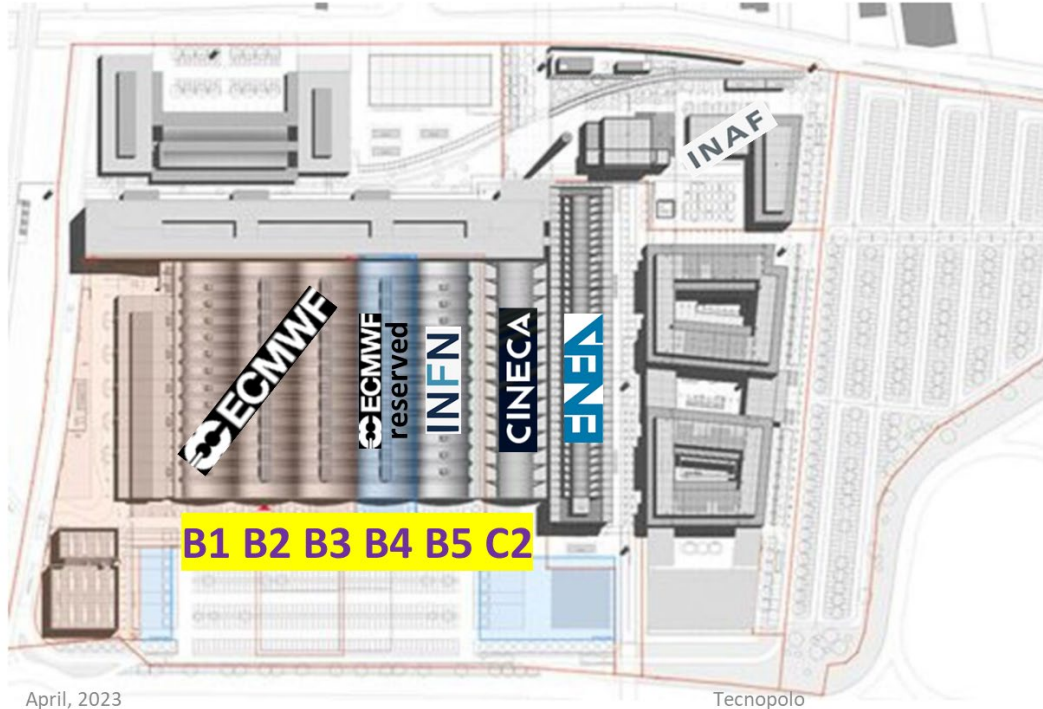 INAF
ECMWF
ECMWF
reserved
INFN
CINECA
ENEA
B1 B2 B3 B4 B5 C2
April, 2023
Tecnopolo